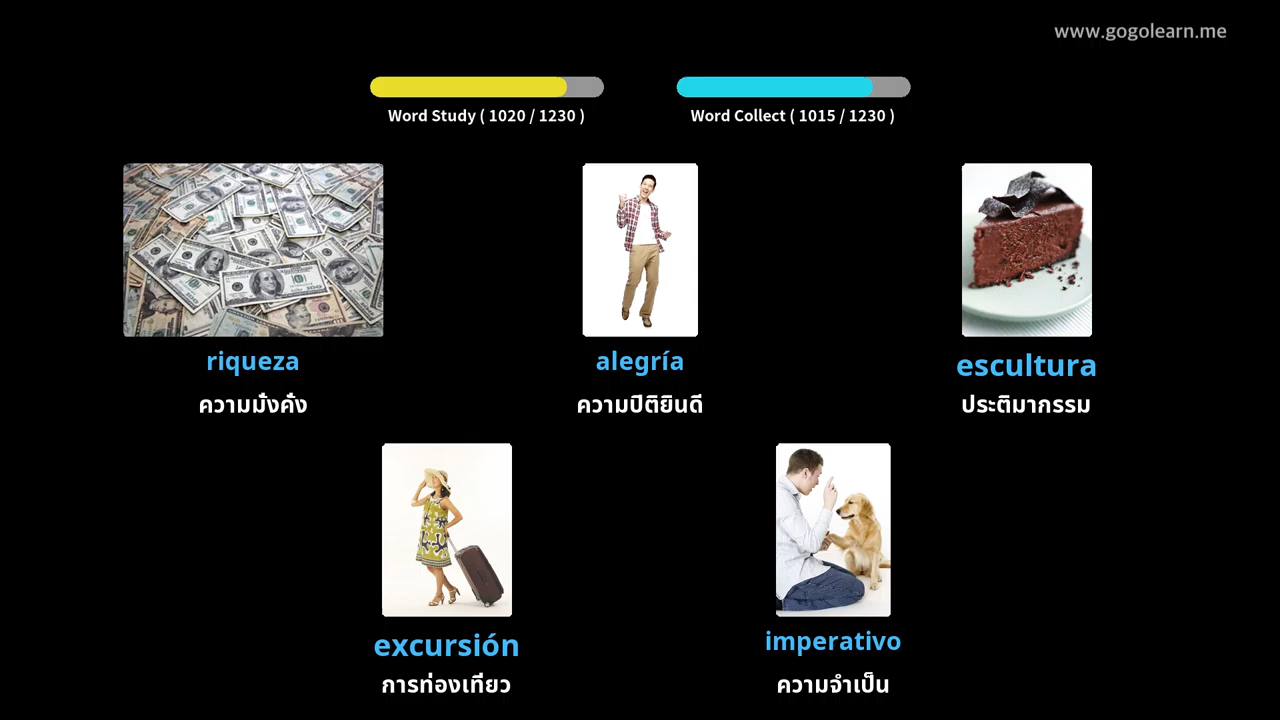 www.gogolearn.me
Word Study ( 1020 / 1230 )
Word Collect ( 1015 / 1230 )
riqueza
alegría
escultura
ความมั่งคั่ง
ความปิติยินดี
ประติมากรรม
excursión
imperativo
การท่องเที่ยว
ความจำเป็น